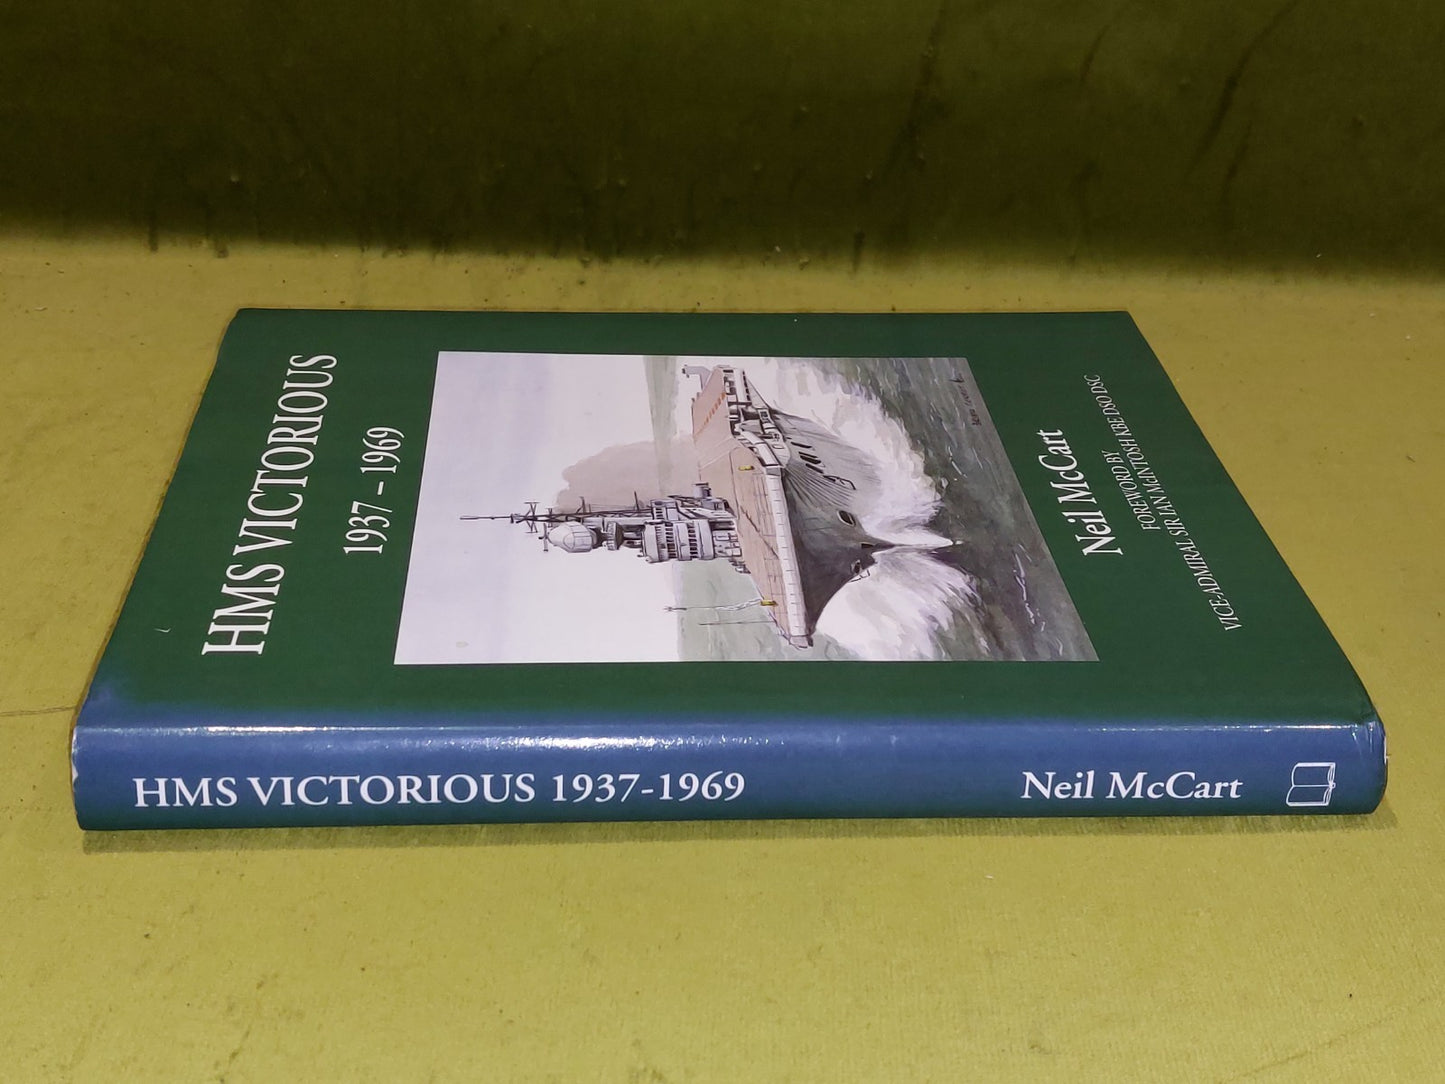 HMS VICTORIOUS
1937 – 1969
Neil McCart
FOREWORD BY
VICE-ADMIRAL SIR IAN McINTOSH KBE DSO DSC
HMS VICTORIOUS 1937-1969
Neil McCart